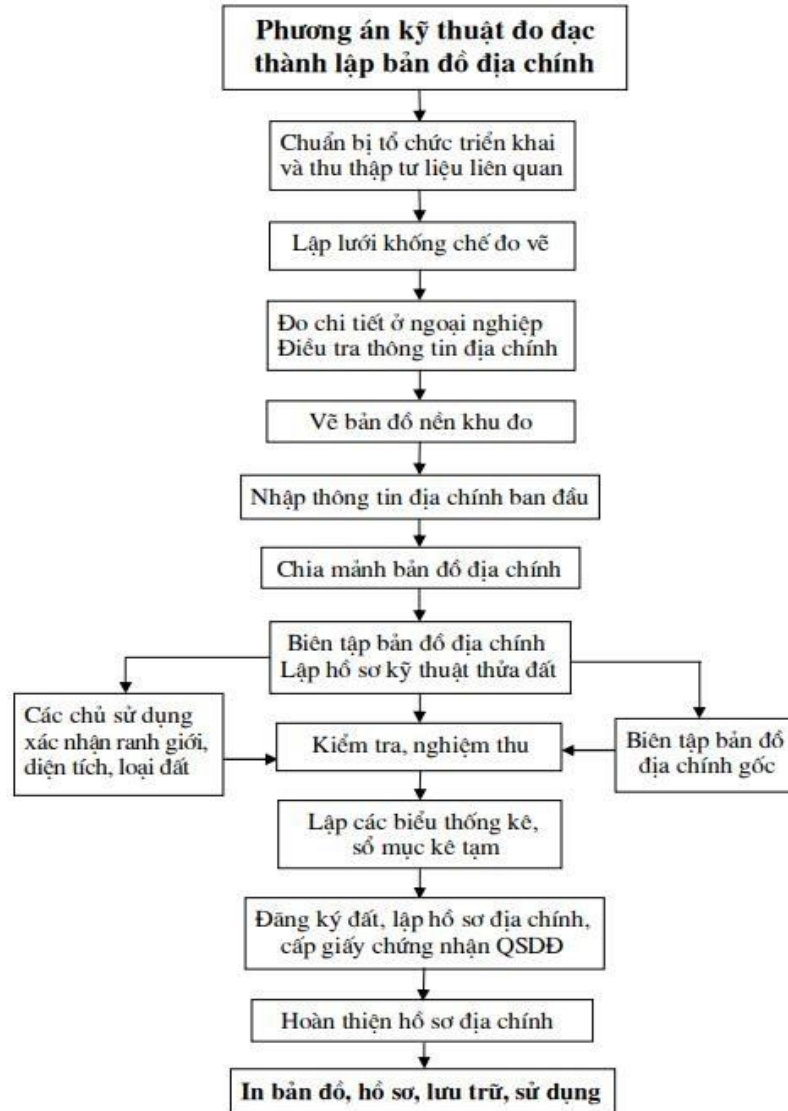 Phương án kỹ thuật đo đạc
thành lập bản đồ địa chính
Chuẩn bị tổ chức triển khai
và thu thập tư liệu liên quan
Lập lưới khống chế đo vẽ
Đo chi tiết ở ngoại nghiệp
Điều tra thông tin địa chính
Vẽ bản đồ nền khu đo
Nhập thông tin địa chính ban đầu
Chia mảnh bản đồ địa chính
Biên tập bản đồ địa chính
Lập hồ sơ kỹ thuật thửa đất
Các chủ sử dụng
xác nhận ranh giới,
diện tích, loại đất
Kiểm tra, nghiệm thu
Biên tập bản đồ
địa chính gốc
Lập các biểu thống kê,
sổ mục kê tạm
Đăng ký đất, lập hồ sơ địa chính,
cấp giấy chứng nhận QSDĐ
Hoàn thiện hồ sơ địa chính
In bản đồ, hồ sơ, lưu trữ, sử dụng